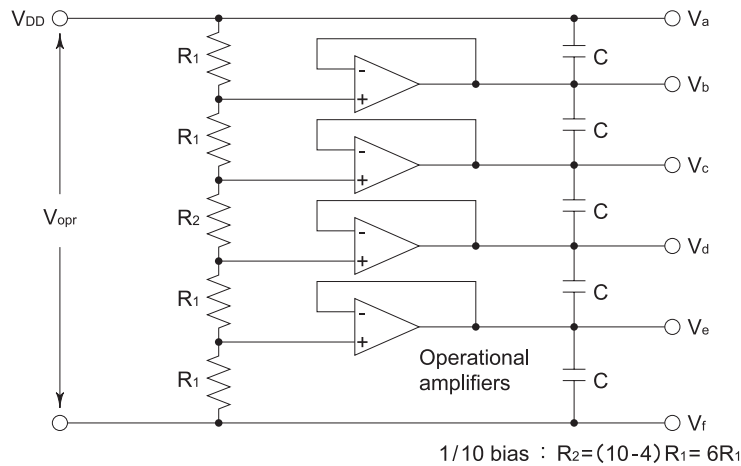 VDD
Va
R1
C
Vb
-
+
R1
C
Vc
-
+
Vopr
R2
C
Vd
-
+
R1
C
Ve
-
+
Operational
amplifiers
R1
C
Vf
1/10 bias : R2=(10-4)R1= 6R1